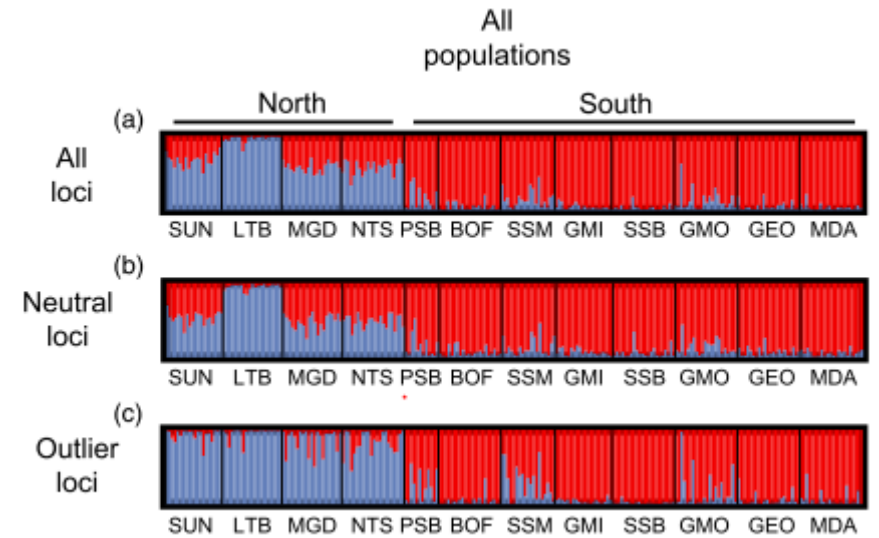 All
populations
North South
(a)
All
loci
SUN LTB MGD NTS PSB BOF SSM GMI SSB GMO GEO MDA
(b)
Neutral
loci
SUN LTB MGD NTS PSB BOF SSM GMI SSB GMO GEO MDA
(c)
Outlier
loci
SUN LTB MGD NTS PSB BOF SSM GMI SSB GMO GEO MDA